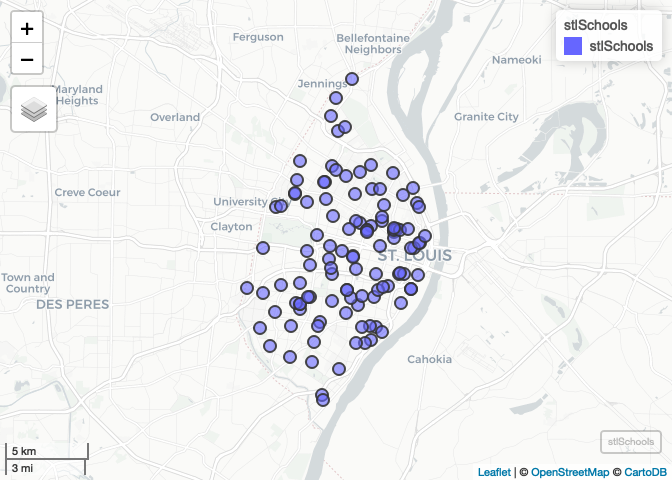 +
−
Ferguson
Bellefontaine
Neighbors
stlSchools
stlSchools
Nameoki
Jennings
Maryland
Heights
Overland
Granite City
Creve Coeur
University City
Clayton
ST. LOUIS
Town and
Country
DES PERES
Cahokia
5 km
3 mi
stlSchools
Leaflet | © OpenStreetMap © CartoDB